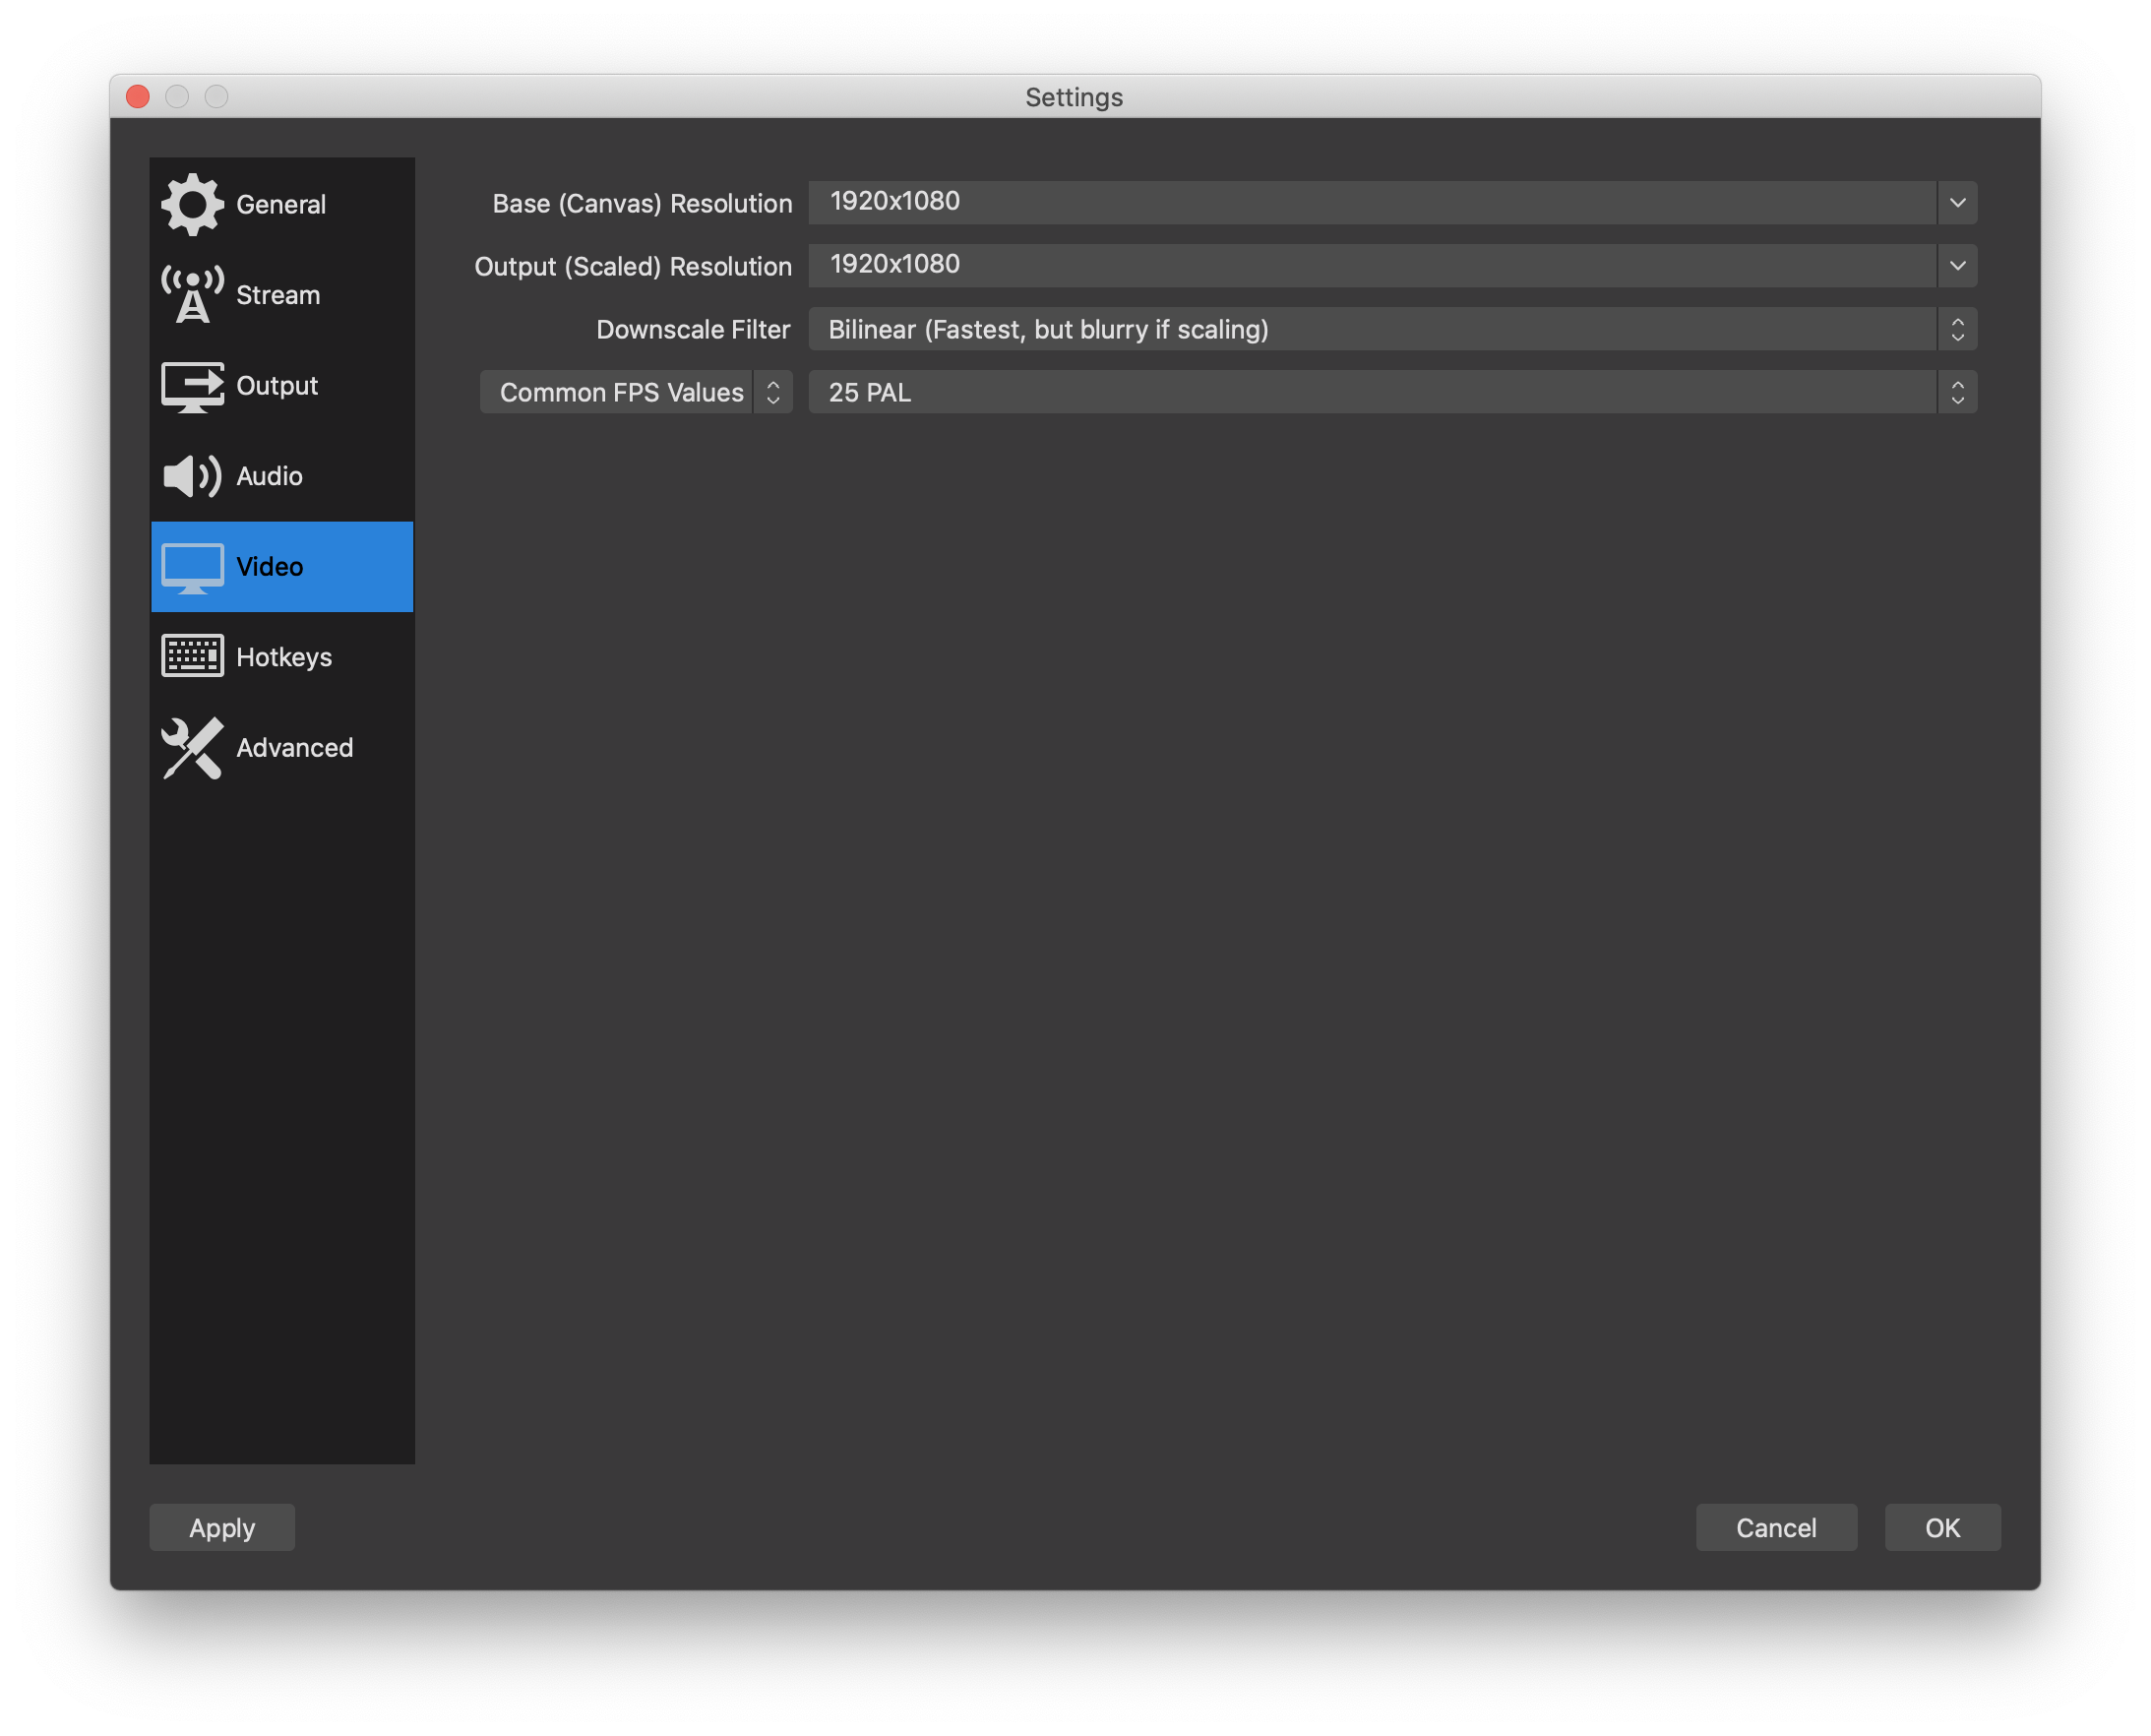 Settings
General
Stream
Output
Audio
Video
Hotkeys
Advanced
Base (Canvas) Resolution 1920x1080
Output (Scaled) Resolution 1920x1080
Downscale Filter Bilinear (Fastest, but blurry if scaling)
Common FPS Values 25 PAL
Apply Cancel OK